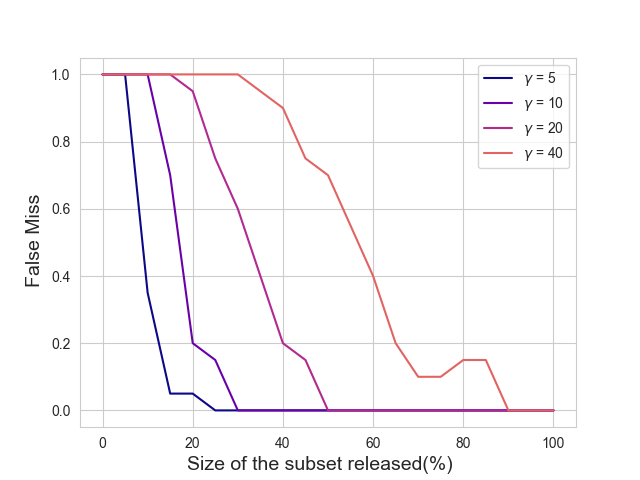 γ = 5
γ = 10
γ = 20
γ = 40
1.0
0.8
0.6
0.4
0.2
0.0
False Miss
0 20 40 60 80 100
Size of the subset released(%)